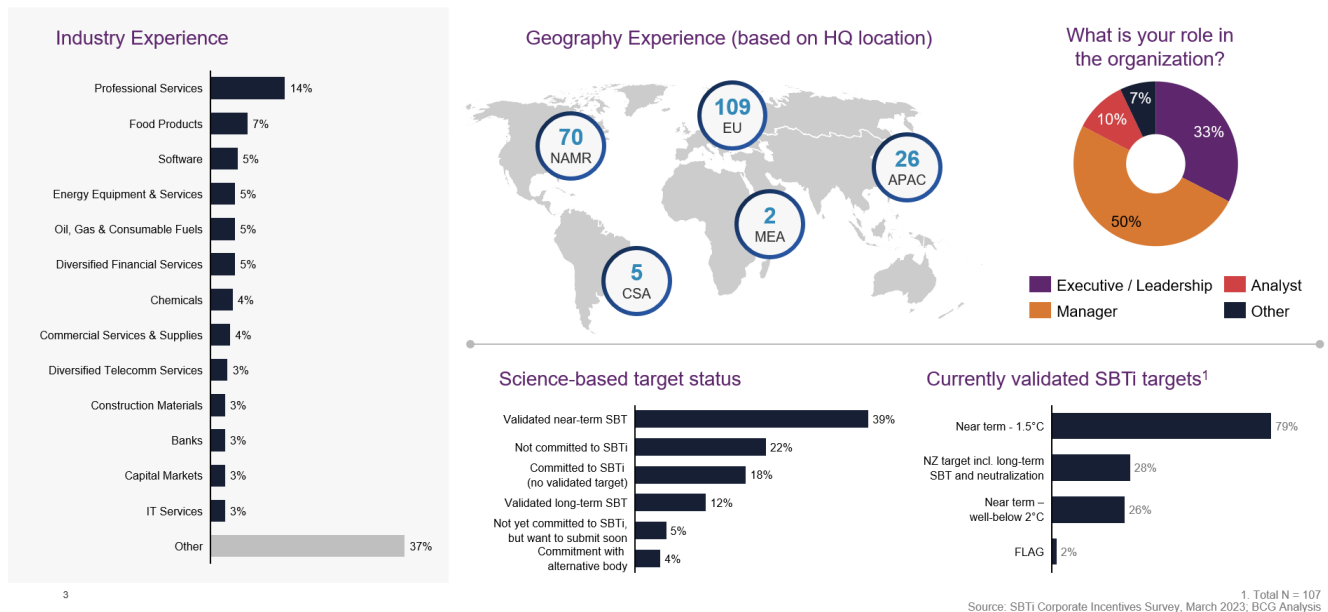 Industry Experience
Professional Services
14%
Food Products
7%
Software
5%
Energy Equipment & Services
5%
Oil, Gas & Consumable Fuels
5%
Diversified Financial Services
5%
Chemicals
4%
Commercial Services & Supplies
4%
Diversified Telecomm Services
3%
Construction Materials
3%
Banks
3%
Capital Markets
3%
IT Services
3%
Other
37%
Geography Experience (based on HQ location)
70
NAMR
109
EU
26
APAC
2
MEA
5
CSA
What is your role in
the organization?
7%
10%
33%
50%
Executive / Leadership
Analyst
Manager
Other
Science-based target status
Validated near-term SBT
39%
Not committed to SBTi
22%
Committed to SBTi
(no validated target)
18%
Validated long-term SBT
12%
Not yet committed to SBTi,
but want to submit soon
5%
Commitment with
alternative body
4%
Currently validated SBTi targets1
Near term - 1.5°C
79%
NZ target incl. long-term
SBT and neutralization
28%
Near term –
well-below 2°C
26%
FLAG
2%
3
1. Total N = 107
Source: SBTi Corporate Incentives Survey, March 2023; BCG Analysis